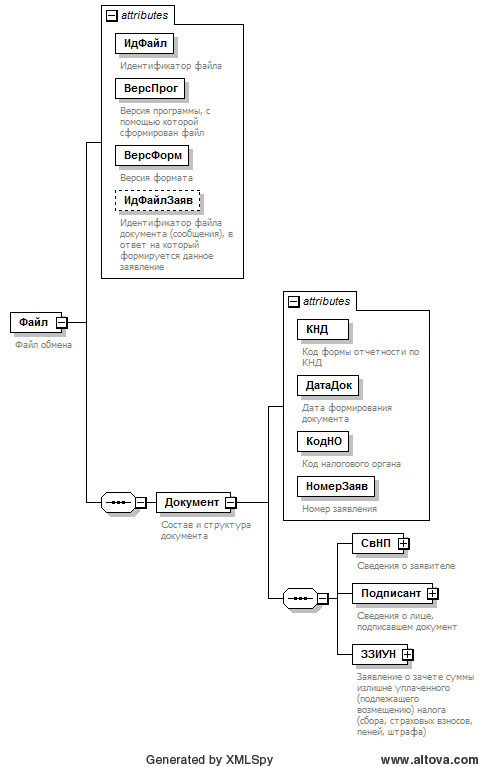 attributes
ИдФайл
Идентификатор файла
ВерсПрог
Версия программы, с
помощью которой
сформирован файл
ВерсФорм
Версия формата
ИдФайлЗаяв
Идентификатор файла
документа (сообщения), в
ответ на который
формируется данное
заявление
Файл
Файл обмена
attributes
КНД
Код формы отчетности по
КНД
ДатаДок
Дата формирования
документа
КодНО
Код налогового органа
НомерЗаяв
Номер заявления
Документ
Состав и структура
документа
СвНП
Сведения о заявителе
Подписант
Сведения о лице,
подписавшем документ
ЗЗИУН
Заявление о зачете суммы
излишне уплаченного
(подлежащего
возмещению) налога
(сбора, страховых взносов,
пеней, штрафа)
Generated by XMLSpy
www.altova.com